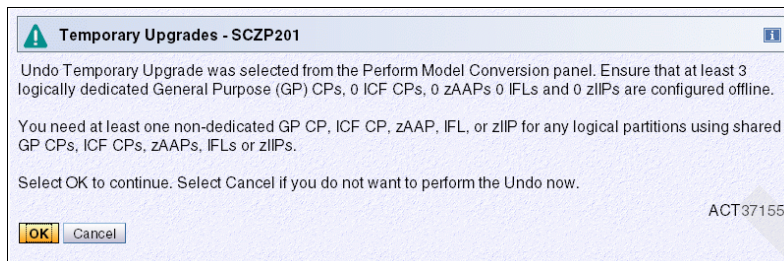 Temporary Upgrades - SCZP201
Undo Temporary Upgrade was selected from the Perform Model Conversion panel. Ensure that at least 3
logically dedicated General Purpose (GP) CPs, 0 ICF CPs, 0 zAAPs 0 IFLs and 0 zIIPs are configured offline.
You need at least one non-dedicated GP CP, ICF CP, zAAP, IFL, or zIIP for any logical partitions using shared
GP CPs, ICF CPs, zAAPs, IFLs or zIIPs.
Select OK to continue. Select Cancel if you do not want to perform the Undo now.
ACT37155
OK Cancel